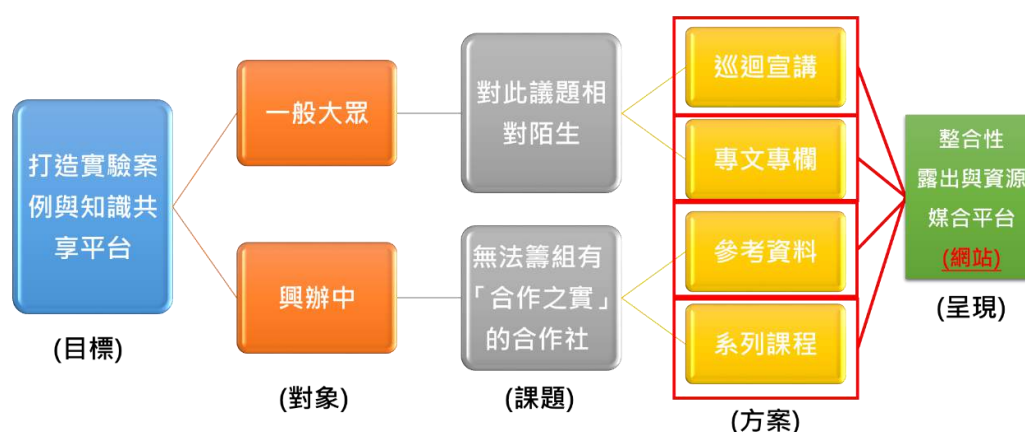 打造實驗案
例與知識共
享平台
(目標)
一般大眾
興辦中
(對象)
對此議題相
對陌生
無法籌組有
「合作之實」
的合作社
(課題)
巡迴宣講
專文專欄
參考資料
系列課程
(方案)
整合性
露出與資源
媒合平台
(網站)
(呈現)